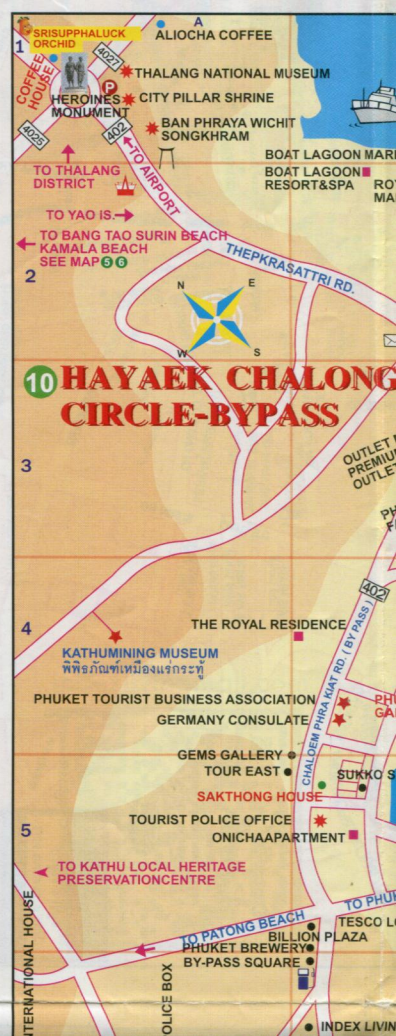 A
SRISUPPHALUCK
ORCHID
ALIOCHA COFFEE
1
4027
COFFEE
HOUSE
P
THALANG NATIONAL MUSEUM
HEROINES
MONUMENT
CITY PILLAR SHRINE
4025
402
BAN PHRAYA WICHIT
SONGKHRAM
TO AIRPORT
BOAT LAGOON
TO THALANG
DISTRICT
BOAT LAGOON
RESORT&SPA
TO YAO IS.
TO BANG TAO SURIN BEACH
KAMALA BEACH
SEE MAP 5 6
THEPKRASATTRI RD.
2
N
E
W
S
10 HAYAEK CHALONG
CIRCLE-BYPASS
OUTLET
OUTLET
3
402
4
THE ROYAL RESIDENCE
KATHUMINING MUSEUM
พิพิธภัณฑ์เหมืองแร่กระทู้
CHALOEM PHRA KIAT RD. (BY PASS)
PHUKET TOURIST BUSINESS ASSOCIATION
GERMANY CONSULATE
GEMS GALLERY
TOUR EAST
SUKKO
SAKTHONG HOUSE
TOURIST POLICE OFFICE
5
ONICHAAPARTMENT
TO KATHU LOCAL HERITAGE
PRESERVATIONCENTRE
TO PATONG BEACH
TO
TESCO
BILLION PLAZA
PHUKET BREWERY
BY-PASS SQUARE
HOUSE
BOX
INDEX